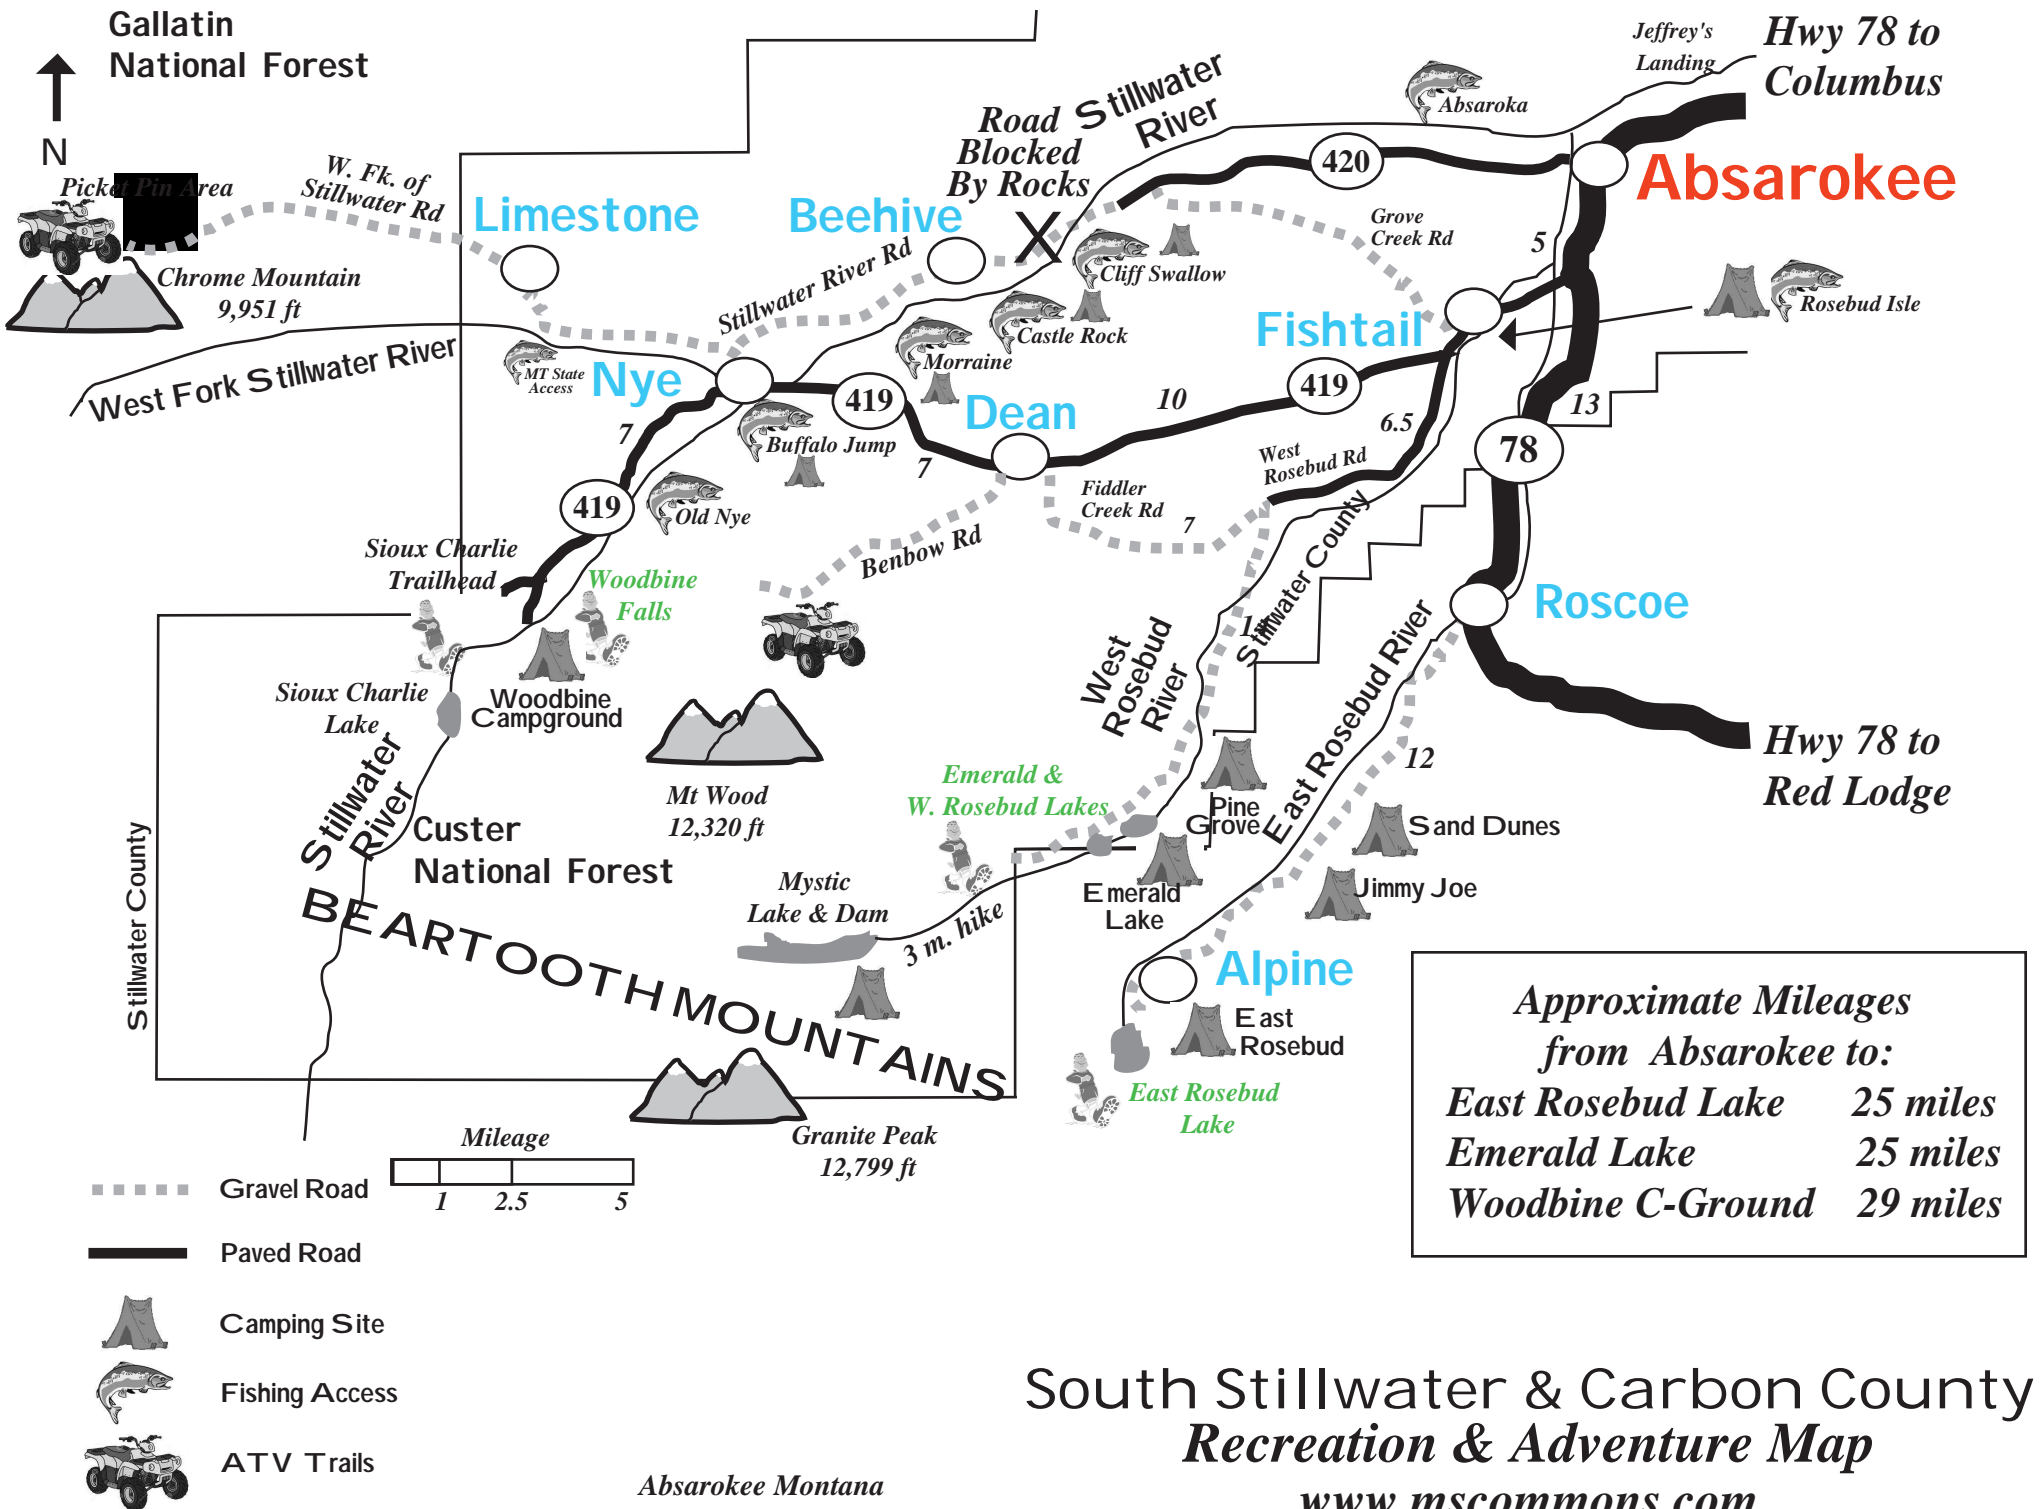 Gallatin
National Forest
N
Picket Pin Area
W. Fk. of
Stillwater Rd
Chrome Mountain
9,951 ft
West Fork Stillwater River
Limestone
Beehive
Road
Blocked
By Rocks
X
Stillwater
River
Stillwater River Rd
Absaroka
Jeffrey's
Landing
Hwy 78 to
Columbus
420
Absarokee
Grove
Creek Rd
5
Cliff Swallow
Castle Rock
Morraine
Rosebud Isle
Fishtail
MT State
Access
Nye
419
Dean
10
419
6.5
13
78
7
Buffalo Jump
7
West
Rosebud Rd
419
Old Nye
Fiddler
Creek Rd
7
Benbow Rd
Stillwater County
Sioux Charlie
Trailhead
Woodbine
Falls
Roscoe
West
Rosebud
River
East Rosebud River
Sioux Charlie
Lake
Woodbine
Campground
Stillwater
River
Mt Wood
12,320 ft
Emerald &
W. Rosebud Lakes
Pine
Grove
12
Hwy 78 to
Red Lodge
Sand Dunes
Jimmy Joe
Custer
National Forest
Stillwater County
BEARTOOTH MOUNTAINS
Mystic
Lake & Dam
3 m. hike
Emerald
Lake
Alpine
East
Rosebud
East Rosebud
Lake
Granite Peak
12,799 ft
Approximate Mileages
from Absarokee to:
East Rosebud Lake 25 miles
Emerald Lake 25 miles
Woodbine C-Ground 29 miles
Mileage
1 2.5 5
Gravel Road
Paved Road
Camping Site
Fishing Access
ATV Trails
Absarokee Montana
South Stillwater & Carbon County
Recreation & Adventure Map
www.mscommons.com